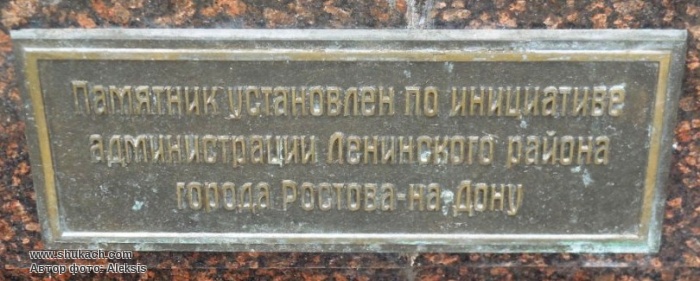 Памятник установлен по инициативе
администрации Ленинского района
города Ростова-на-Дону
www.shukach.com
Автор фото: Aleksis